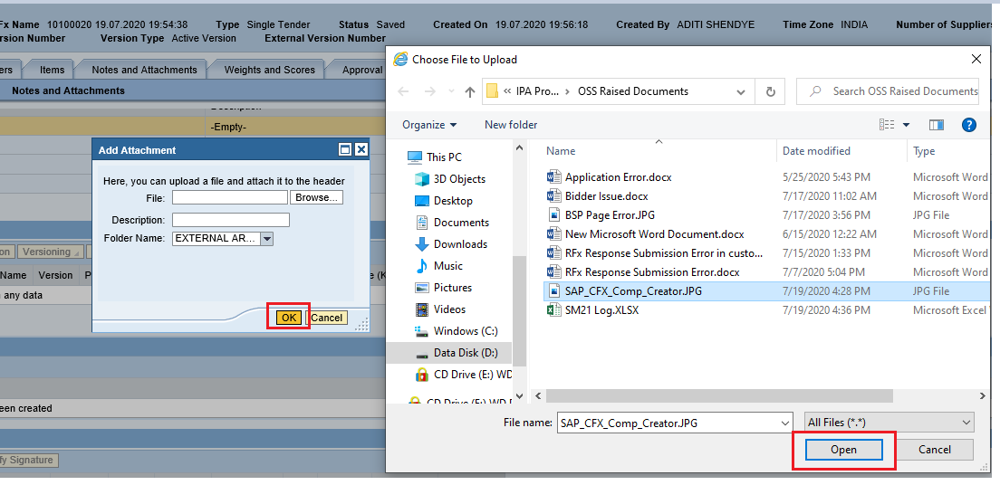 Fx Name 10100020 19.07.2020 19:54:38 Type Single Tender Status Saved Created On 19.07.2020 19:56:18 Created By ADITI SHENDYE Time Zone INDIA Number of Suppliers
ersion Number Version Type Active Version External Version Number
ers Items Notes and Attachments Weights and Scores Approval
Notes and Attachments
Description
-Empty-
Add Attachment
Here, you can upload a file and attach it to the header
File: Browse...
Description:
Folder Name: EXTERNAL AR...
OK Cancel
on Versioning
Name Version P
e (K
n any data
een created
fy Signature
Choose File to Upload
« IPA Pro... > OSS Raised Documents
Search OSS Raised Documents
Organize New folder
This PC
3D Objects
Desktop
Documents
Downloads
Music
Pictures
Videos
Windows (C:)
Data Disk (D:)
CD Drive (E:) WD
CD Drive (E:) WD
Name Date modified Type
Application Error.docx 5/25/2020 5:43 PM Microsoft Word
Bidder Issue.docx 7/17/2020 11:02 AM Microsoft Word
BSP Page Error.JPG 7/17/2020 3:56 PM JPG File
New Microsoft Word Document.docx 6/15/2020 12:22 AM Microsoft Word
RFx Response Submission Error in custo... 7/15/2020 1:33 PM Microsoft Word
RFx Response Submission Error.docx 7/7/2020 5:04 PM Microsoft Word
SAP_CFX_Comp_Creator.JPG 7/19/2020 4:28 PM JPG File
SM21 Log.XLSX 7/19/2020 4:36 PM Microsoft Excel
File name: SAP_CFX_Comp_Creator.JPG All Files (*.*)
Open Cancel